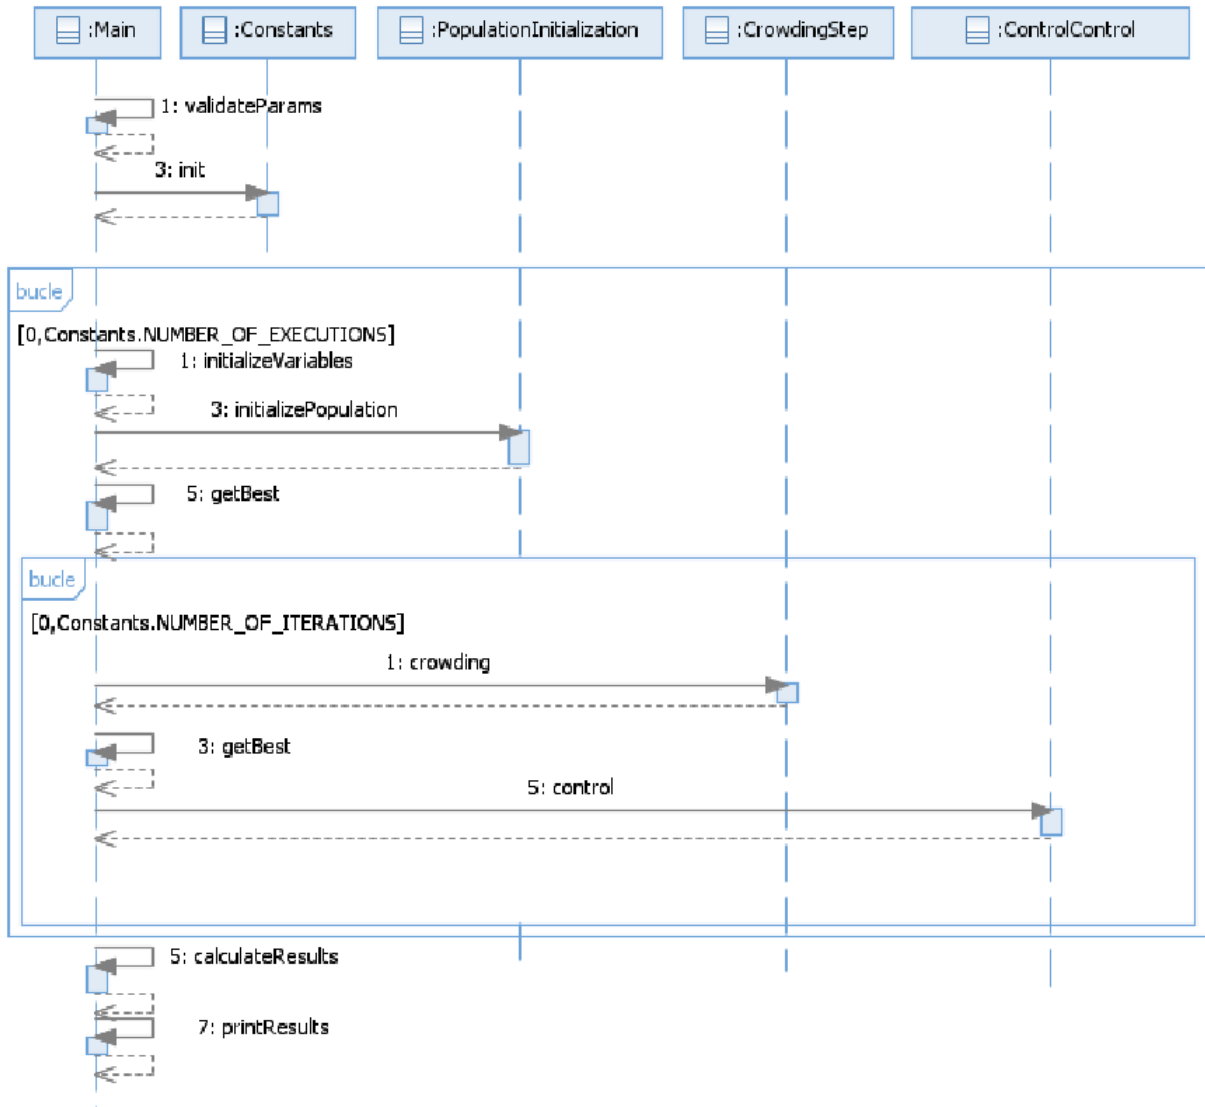 :Main
:Constants
:PopulationInitialization
:CrowdingStep
:ControlControl
1: validateParams
3: init
bucle
[0,Constants.NUMBER_OF_EXECUTIONS]
1: initializeVariables
3: initializePopulation
5: getBest
bucle
[0,Constants.NUMBER_OF_ITERATIONS]
1: crowding
3: getBest
5: control
5: calculateResults
7: printResults